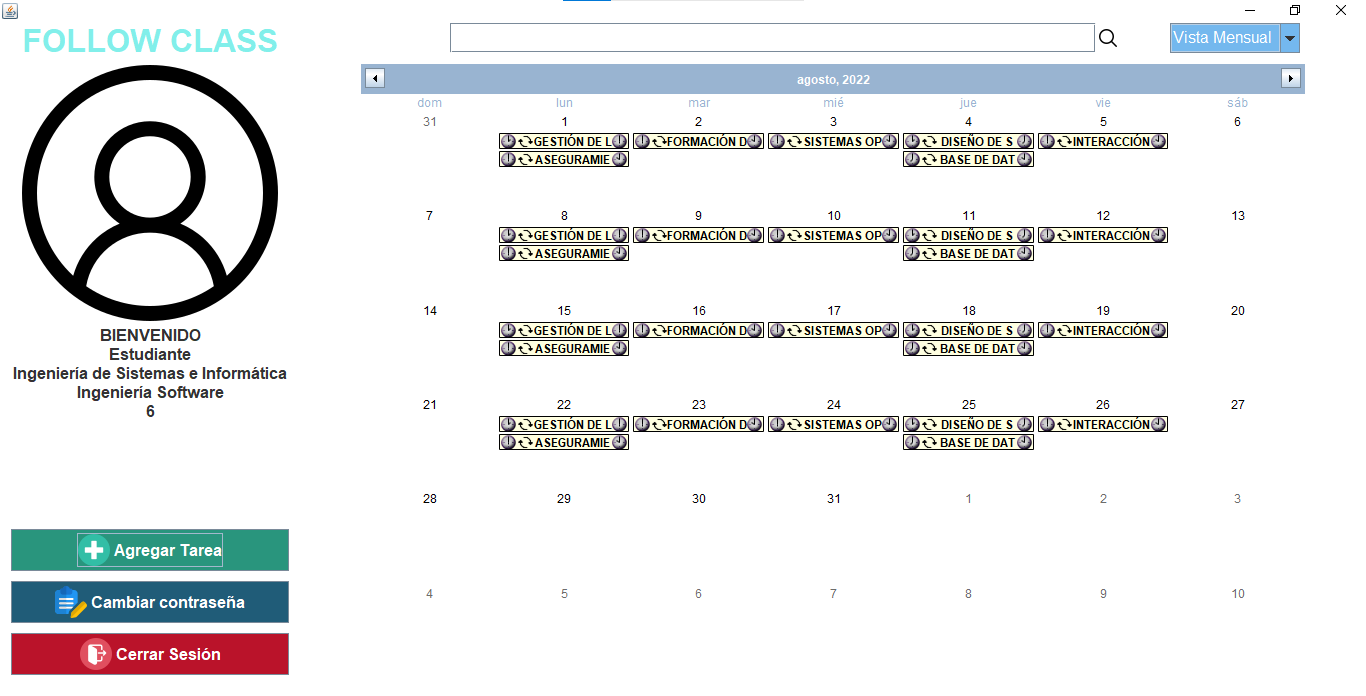 FOLLOW CLASS
Vista Mensual
agosto, 2022
dom lun mar mié jue vie sáb
31 1 2 3 4 5 6
GESTIÓN DE L FORMACIÓN D SISTEMAS OP DISEÑO DE S INTERACCIÓN
ASEGURAMIE BASE DE DAT
7 8 9 10 11 12 13
GESTIÓN DE L FORMACIÓN D SISTEMAS OP DISEÑO DE S INTERACCIÓN
ASEGURAMIE BASE DE DAT
14 15 16 17 18 19 20
GESTIÓN DE L FORMACIÓN D SISTEMAS OP DISEÑO DE S INTERACCIÓN
ASEGURAMIE BASE DE DAT
21 22 23 24 25 26 27
GESTIÓN DE L FORMACIÓN D SISTEMAS OP DISEÑO DE S INTERACCIÓN
ASEGURAMIE BASE DE DAT
28 29 30 31 1 2 3
4 5 6 7 8 9 10
BIENVENIDO
Estudiante
Ingeniería de Sistemas e Informática
Ingeniería Software
6
Agregar Tarea
Cambiar contraseña
Cerrar Sesión